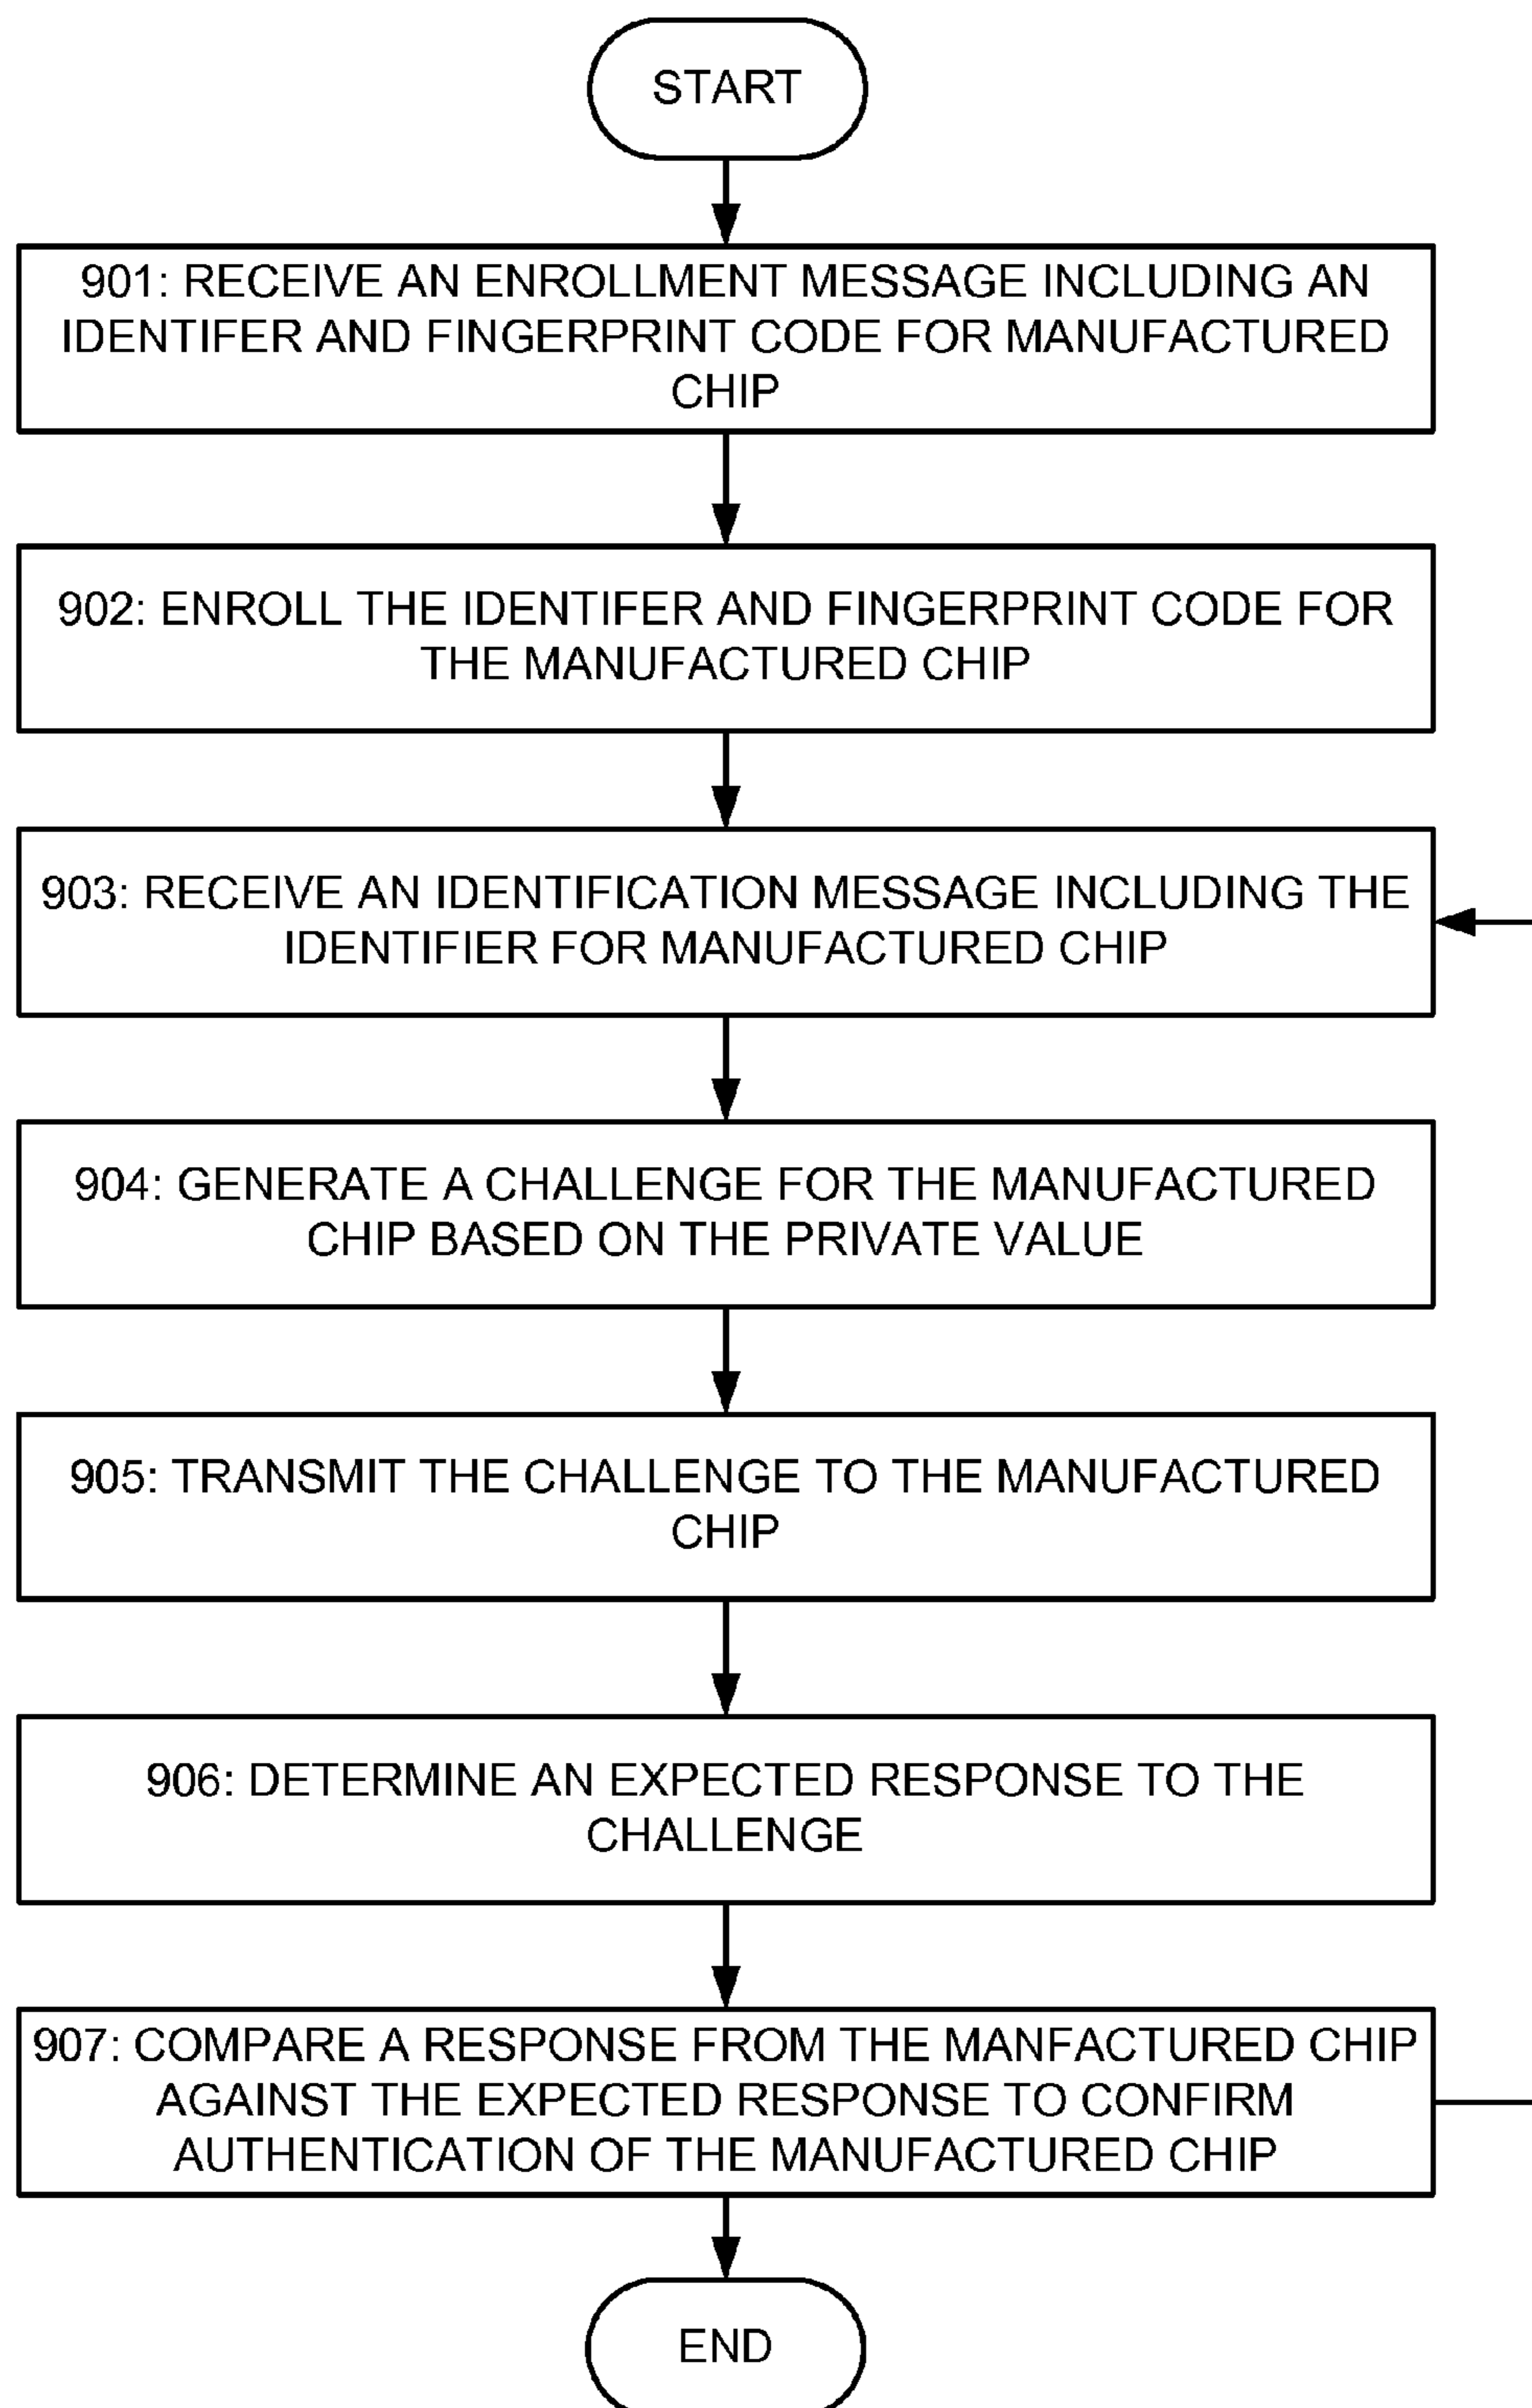 START
901: RECEIVE AN ENROLLMENT MESSAGE INCLUDING AN
IDENTIFER AND FINGERPRINT CODE FOR MANUFACTURED
CHIP
902: ENROLL THE IDENTIFER AND FINGERPRINT CODE FOR
THE MANUFACTURED CHIP
903: RECEIVE AN IDENTIFICATION MESSAGE INCLUDING THE
IDENTIFIER FOR MANUFACTURED CHIP
904: GENERATE A CHALLENGE FOR THE MANUFACTURED
CHIP BASED ON THE PRIVATE VALUE
905: TRANSMIT THE CHALLENGE TO THE MANUFACTURED
CHIP
906: DETERMINE AN EXPECTED RESPONSE TO THE
CHALLENGE
907: COMPARE A RESPONSE FROM THE MANFACTURED CHIP
AGAINST THE EXPECTED RESPONSE TO CONFIRM
AUTHENTICATION OF THE MANUFACTURED CHIP
END